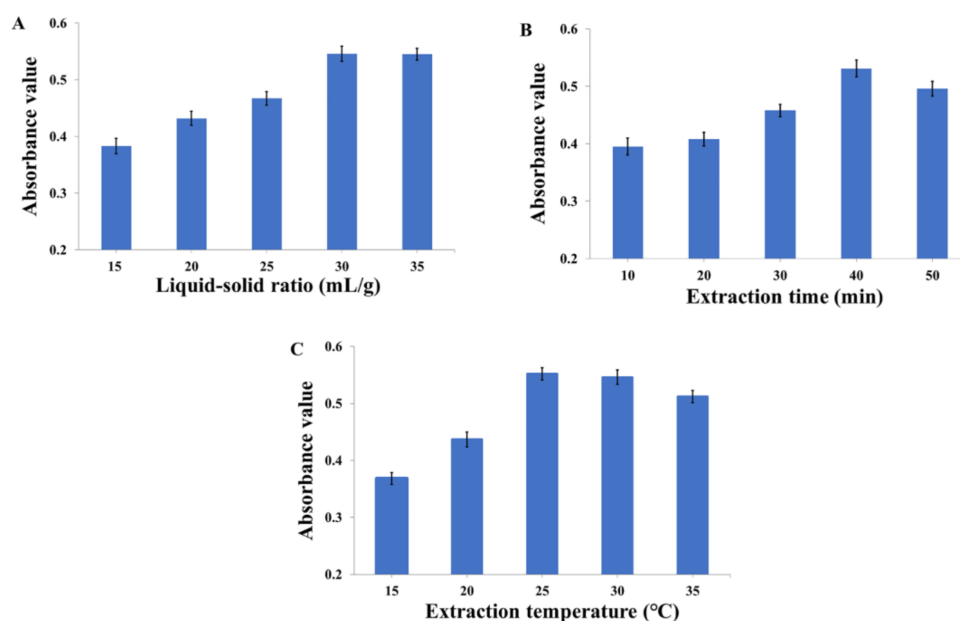 A
0.6
0.5
0.4
0.3
0.2
Absorbance value
15 20 25 30 35
Liquid-solid ratio (mL/g)
B
0.6
0.5
0.4
0.3
0.2
Absorbance value
10 20 30 40 50
Extraction time (min)
C
0.6
0.5
0.4
0.3
0.2
Absorbance value
15 20 25 30 35
Extraction temperature (℃)